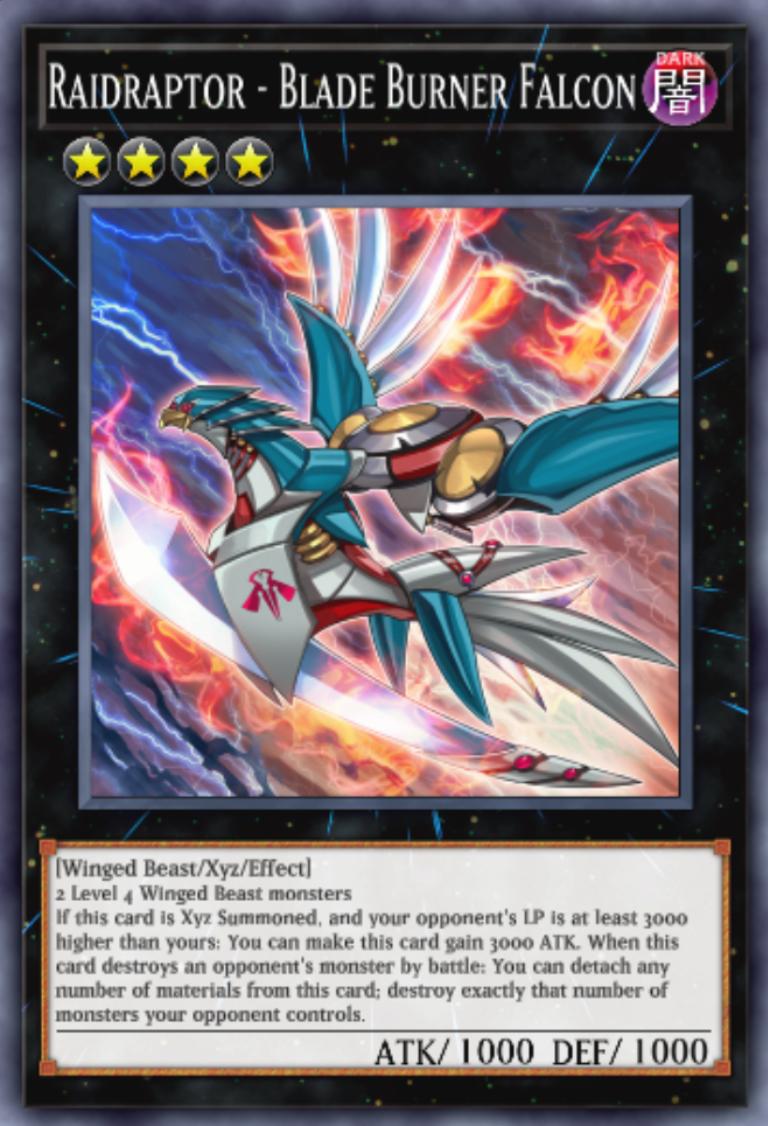 Raidraptor - Blade Burner Falcon
DARK
闇
[Winged Beast/Xyz/Effect]
2 Level 4 Winged Beast monsters
If this card is Xyz Summoned, and your opponent's LP is at least 3000
higher than yours: You can make this card gain 3000 ATK. When this
card destroys an opponent's monster by battle: You can detach any
number of materials from this card; destroy exactly that number of
monsters your opponent controls.
ATK/ 1000 DEF/ 1000